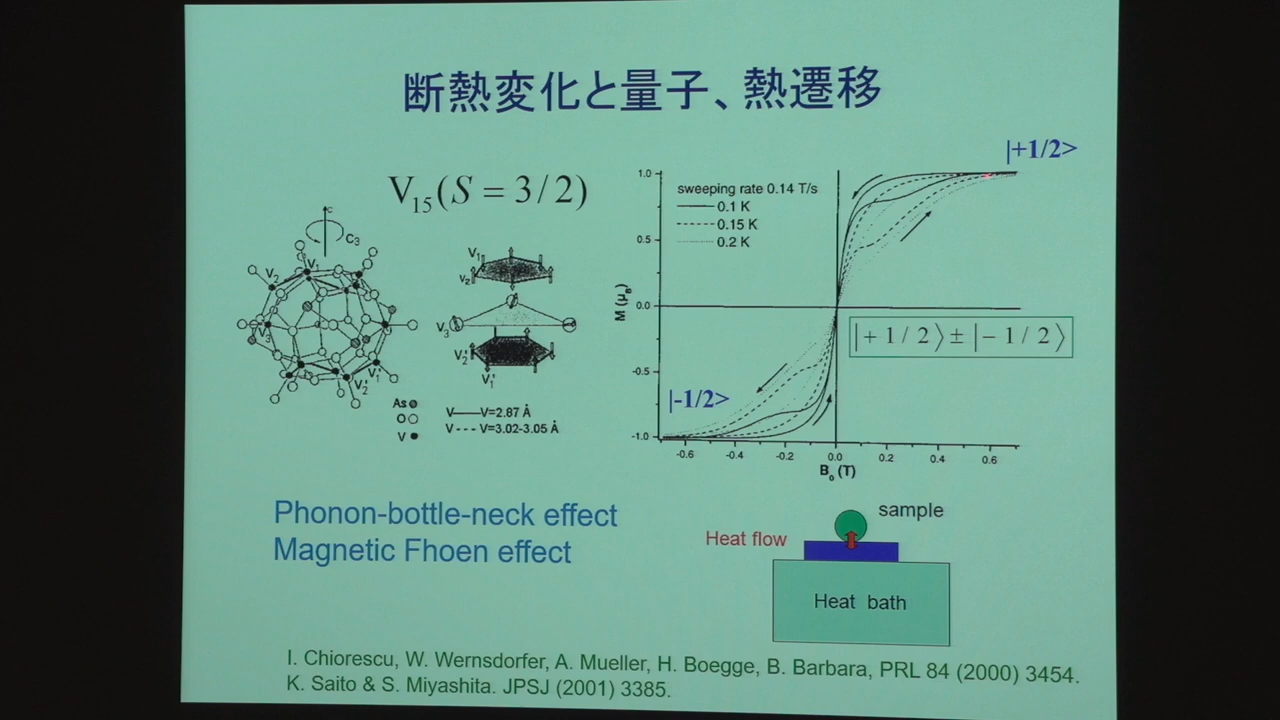 断熱変化と量子、熱遷移
V15(S = 3/2)
|+1/2>
sweeping rate 0.14 T/s
0.1 K
0.15 K
0.2 K
1.0
0.5
0.0
-0.5
-1.0
M (μB)
-0.6 -0.4 -0.2 0.0 0.2 0.4 0.6
B0 (T)
|+1/2⟩±|−1/2⟩
|-1/2>
c
C3
V1
V2
V3
V1'
V2'
V1
V2
V3
V2'
V1'
As
O
V
V—V=2.87 Å
V---V=3.02-3.05 Å
Phonon-bottle-neck effect
Magnetic Fhoen effect
sample
Heat flow
Heat bath
I. Chiorescu, W. Wernsdorfer, A. Mueller, H. Boegge, B. Barbara, PRL 84 (2000) 3454.
K. Saito & S. Miyashita. JPSJ (2001) 3385.